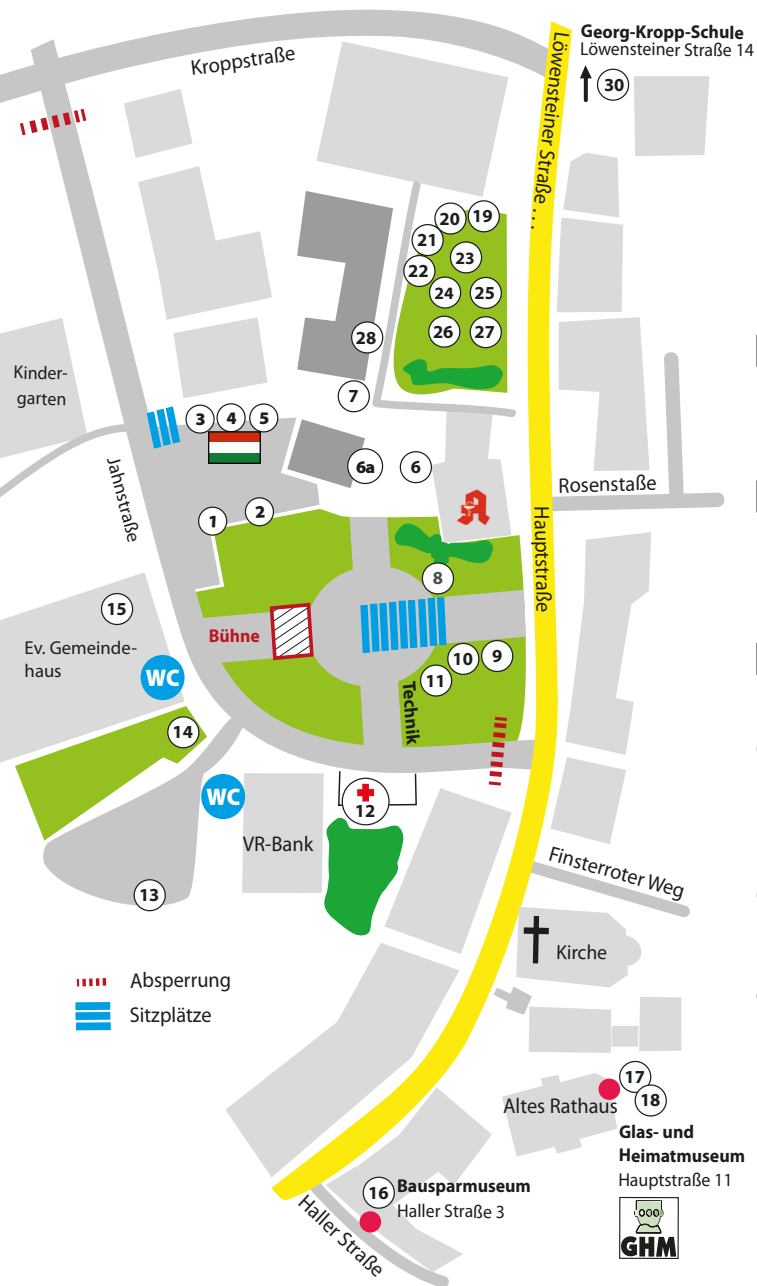 Georg-Kropp-Schule
Löwensteiner Straße 14
30
Kroppstraße
Löwensteiner Straße ...
20
19
21
23
22
24
25
26
27
28
7
Kinder-
garten
3
4
5
6a
6
A
Rosenstaße
Jahnstraße
1
2
Hauptstraße
8
15
Bühne
Ev. Gemeinde-
haus
WC
10
9
11
Technik
14
WC
12
VR-Bank
13
Finsterroter Weg
Kirche
Absperrung
Sitzplätze
17
18
Altes Rathaus
Glas- und
Heimatmuseum
Hauptstraße 11
GHM
16
Bausparmuseum
Haller Straße 3
Haller Straße